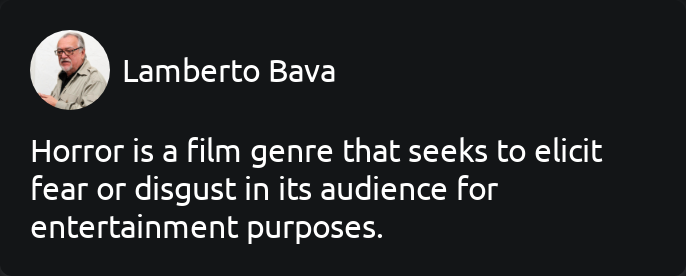 Lamberto Bava
Horror is a film genre that seeks to elicit
fear or disgust in its audience for
entertainment purposes.